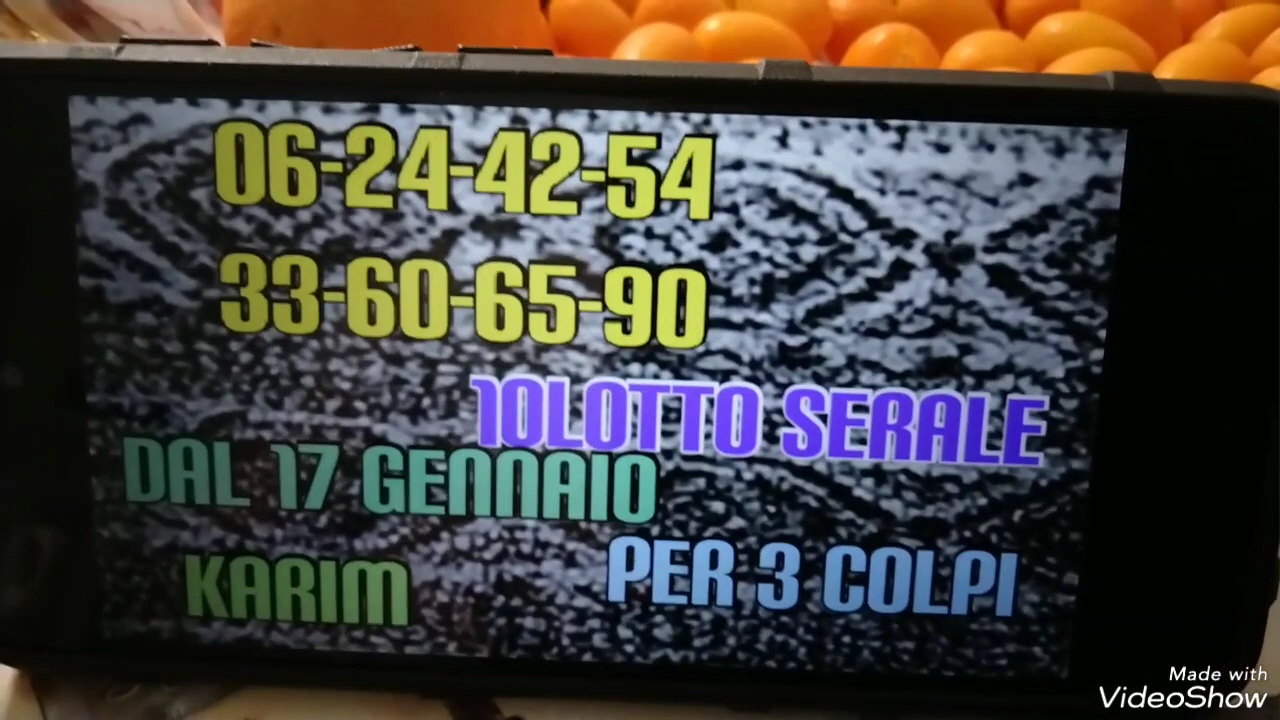 06-24-42-54
33-60-65-90
10LOTTO SERALE
DAL 17 GENNAIO
KARIM
PER 3 COLPI
Made with
VideoShow